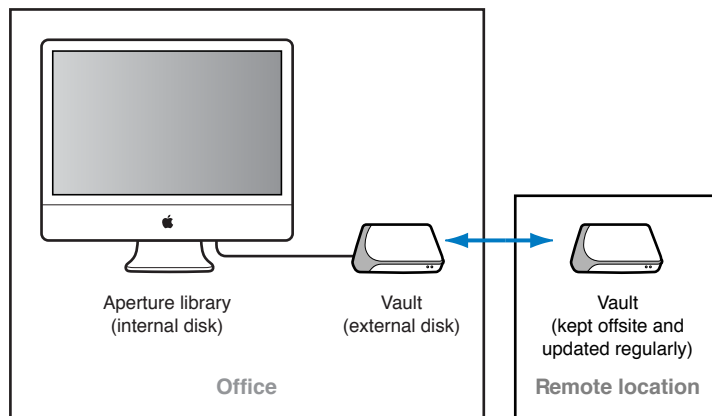 Aperture library
(internal disk)
Vault
(external disk)
Office
Vault
(kept offsite and
updated regularly)
Remote location